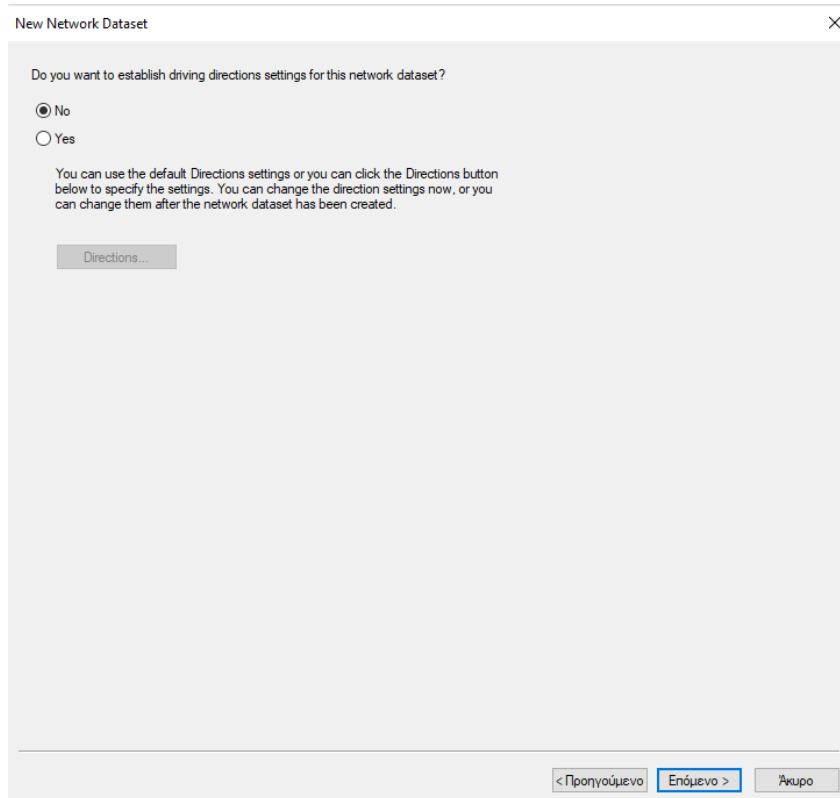 New Network Dataset
Do you want to establish driving directions settings for this network dataset?
No
Yes
You can use the default Directions settings or you can click the Directions button
below to specify the settings. You can change the direction settings now, or you
can change them after the network dataset has been created.
Directions...
< Προηγούμενο Επόμενο > Άκυρο